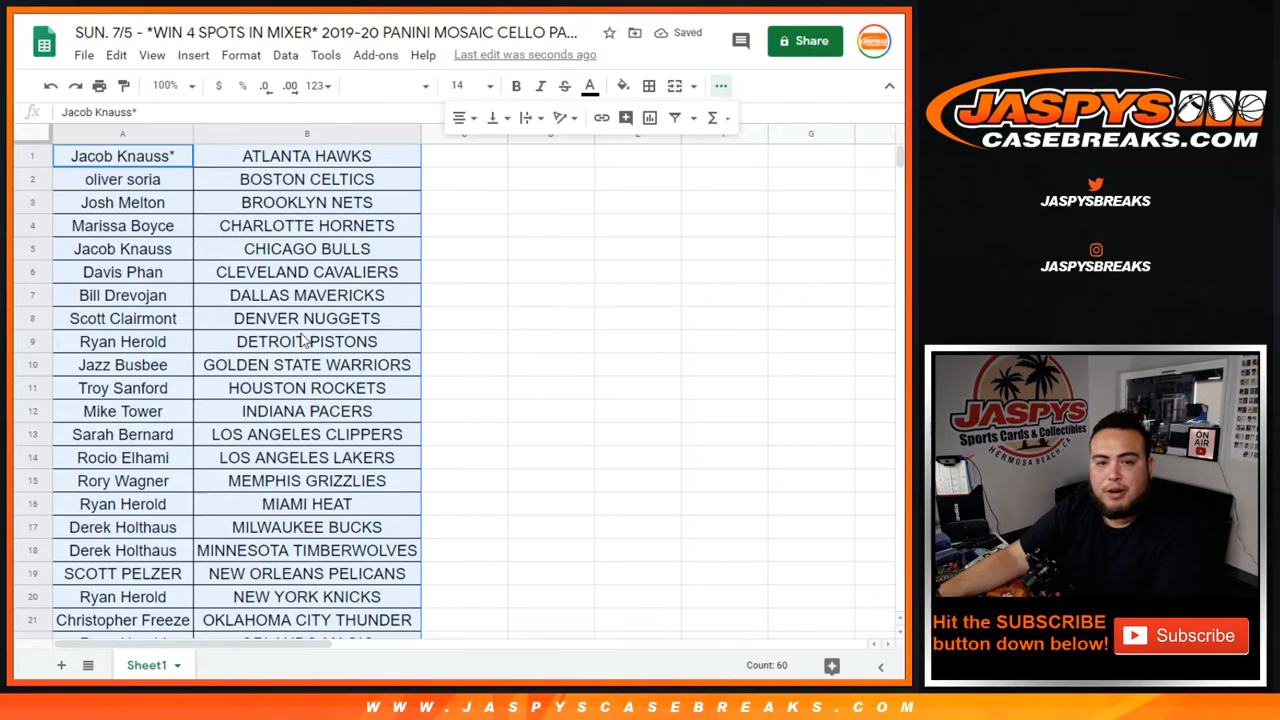 SUN. 7/5 - *WIN 4 SPOTS IN MIXER* 2019-20 PANINI MOSAIC CELLO PA...
Saved
Share
File Edit View Insert Format Data Tools Add-ons Help Last edit was seconds ago
100% $ % .0 .00 123 14 B I S A
fx Jacob Knauss*
A B G
1 Jacob Knauss* ATLANTA HAWKS
2 oliver soria BOSTON CELTICS
3 Josh Melton BROOKLYN NETS
4 Marissa Boyce CHARLOTTE HORNETS
5 Jacob Knauss CHICAGO BULLS
6 Davis Phan CLEVELAND CAVALIERS
7 Bill Drevojan DALLAS MAVERICKS
8 Scott Clairmont DENVER NUGGETS
9 Ryan Herold DETROIT PISTONS
10 Jazz Busbee GOLDEN STATE WARRIORS
11 Troy Sanford HOUSTON ROCKETS
12 Mike Tower INDIANA PACERS
13 Sarah Bernard LOS ANGELES CLIPPERS
14 Rocio Elhami LOS ANGELES LAKERS
15 Rory Wagner MEMPHIS GRIZZLIES
16 Ryan Herold MIAMI HEAT
17 Derek Holthaus MILWAUKEE BUCKS
18 Derek Holthaus MINNESOTA TIMBERWOLVES
19 SCOTT PELZER NEW ORLEANS PELICANS
20 Ryan Herold NEW YORK KNICKS
21 Christopher Freeze OKLAHOMA CITY THUNDER
Sheet1
Count: 60
JASPYS
CASEBREAKS.COM
JASPYSBREAKS
JASPYSBREAKS
JASPYS
Sports Cards & Collectibles
HERMOSA BEACH, CA
ON AIR
Hit the SUBSCRIBE
button down below!
Subscribe
WWW.JASPYSCASEBREAKS.COM